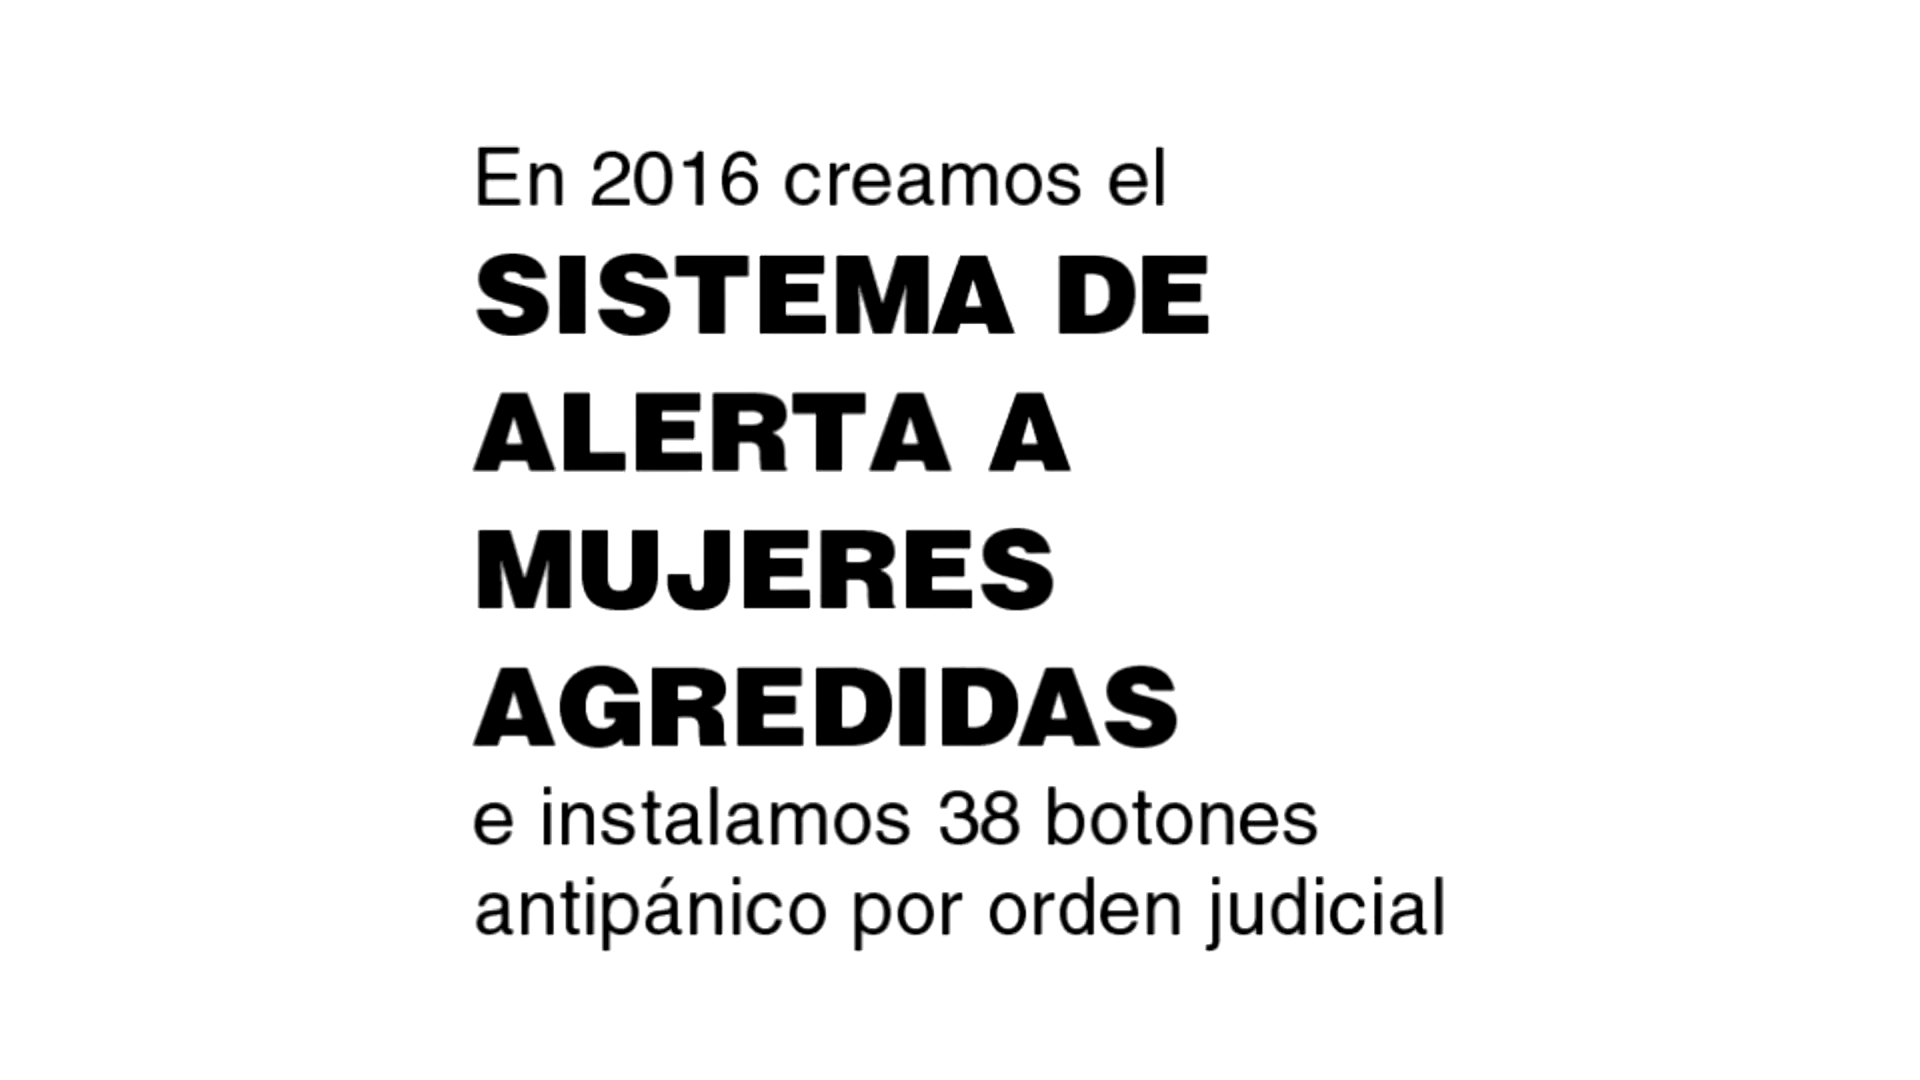 En 2016 creamos el
SISTEMA DE
ALERTA A
MUJERES
AGREDIDAS
e instalamos 38 botones
antipánico por orden judicial